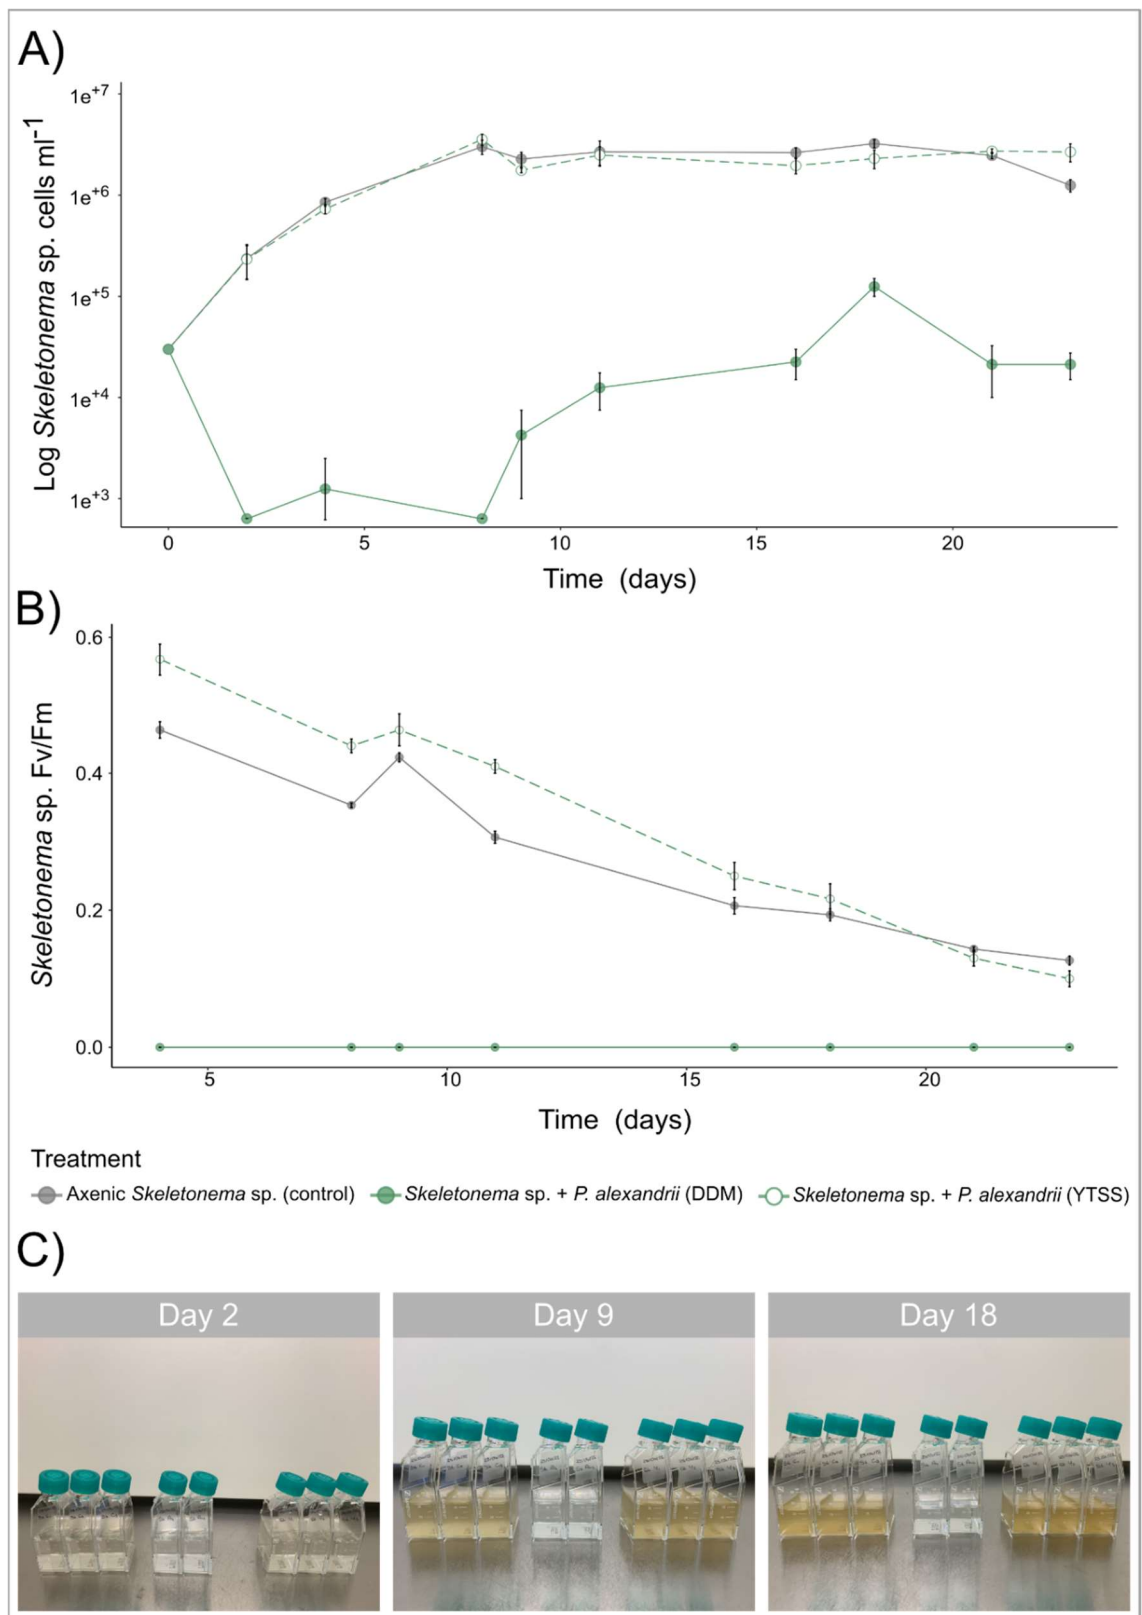 A)
Log Skeletonema sp. cells ml⁻¹
1e⁺⁷
1e⁺⁶
1e⁺⁵
1e⁺⁴
1e⁺³
0 5 10 15 20
Time (days)
B)
Skeletonema sp. Fv/Fm
0.6
0.4
0.2
0.0
5 10 15 20
Time (days)
Treatment
Axenic Skeletonema sp. (control) Skeletonema sp. + P. alexandrii (DDM) Skeletonema sp. + P. alexandrii (YTSS)
C)
Day 2 Day 9 Day 18